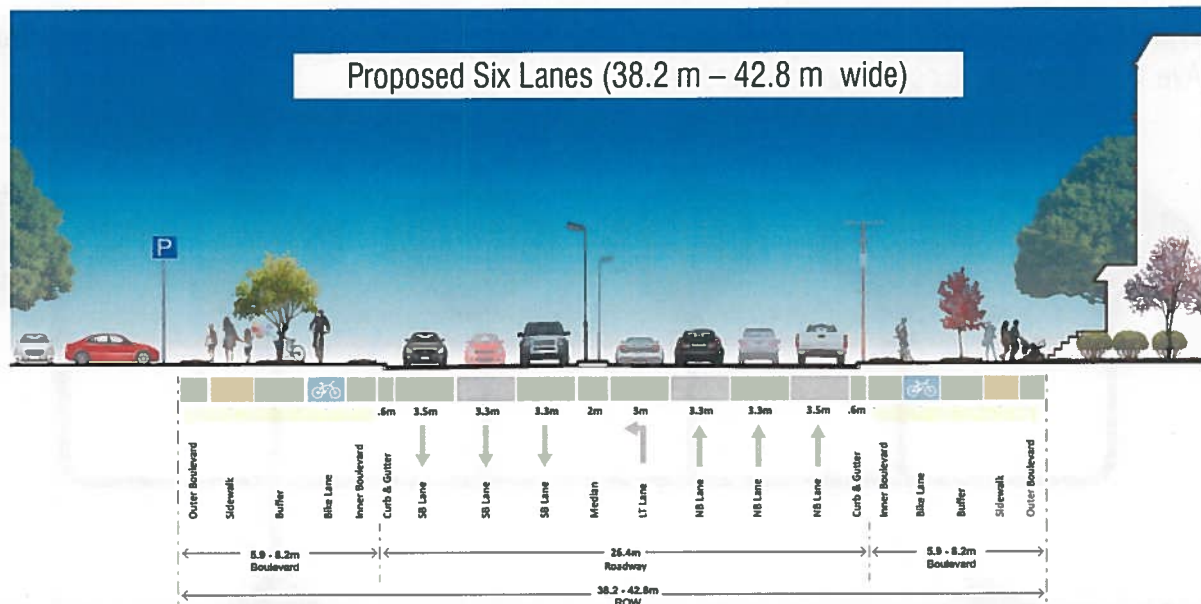 Proposed Six Lanes (38.2 m – 42.8 m wide)
P
.6m 3.5m 3.3m 3.3m 2m 3m 3.3m 3.3m 3.5m .6m
Outer Boulevard
Sidewalk
Buffer
Bike Lane
Inner Boulevard
Curb & Gutter
SB Lane
SB Lane
SB Lane
Median
LT Lane
NB Lane
NB Lane
NB Lane
Curb & Gutter
Inner Boulevard
Bike Lane
Buffer
Sidewalk
Outer Boulevard
5.9 - 8.2m 26.4m 5.9 - 8.2m
Boulevard Roadway Boulevard
38.2 - 42.8m
ROW